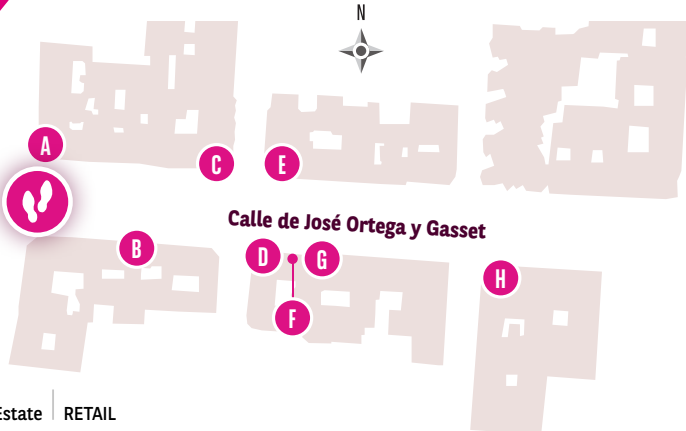 N
A
C
E
Calle de José Ortega y Gasset
B
D
G
H
F
Estate | RETAIL